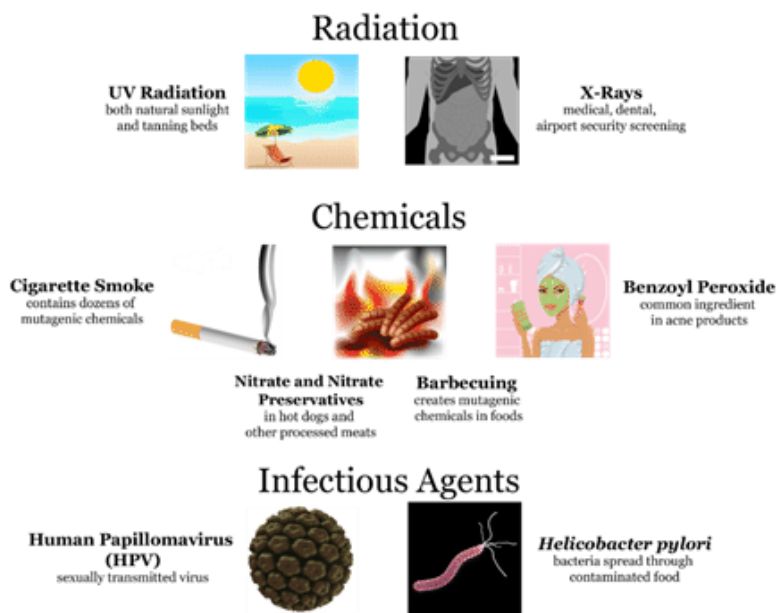 Radiation
UV Radiation
both natural sunlight
and tanning beds
X-Rays
medical, dental,
airport security screening
Chemicals
Cigarette Smoke
contains dozens of
mutagenic chemicals
Benzoyl Peroxide
common ingredient
in acne products
Nitrate and Nitrate
Preservatives
in hot dogs and
other processed meats
Barbecuing
creates mutagenic
chemicals in foods
Infectious Agents
Human Papillomavirus
(HPV)
sexually transmitted virus
Helicobacter pylori
bacteria spread through
contaminated food